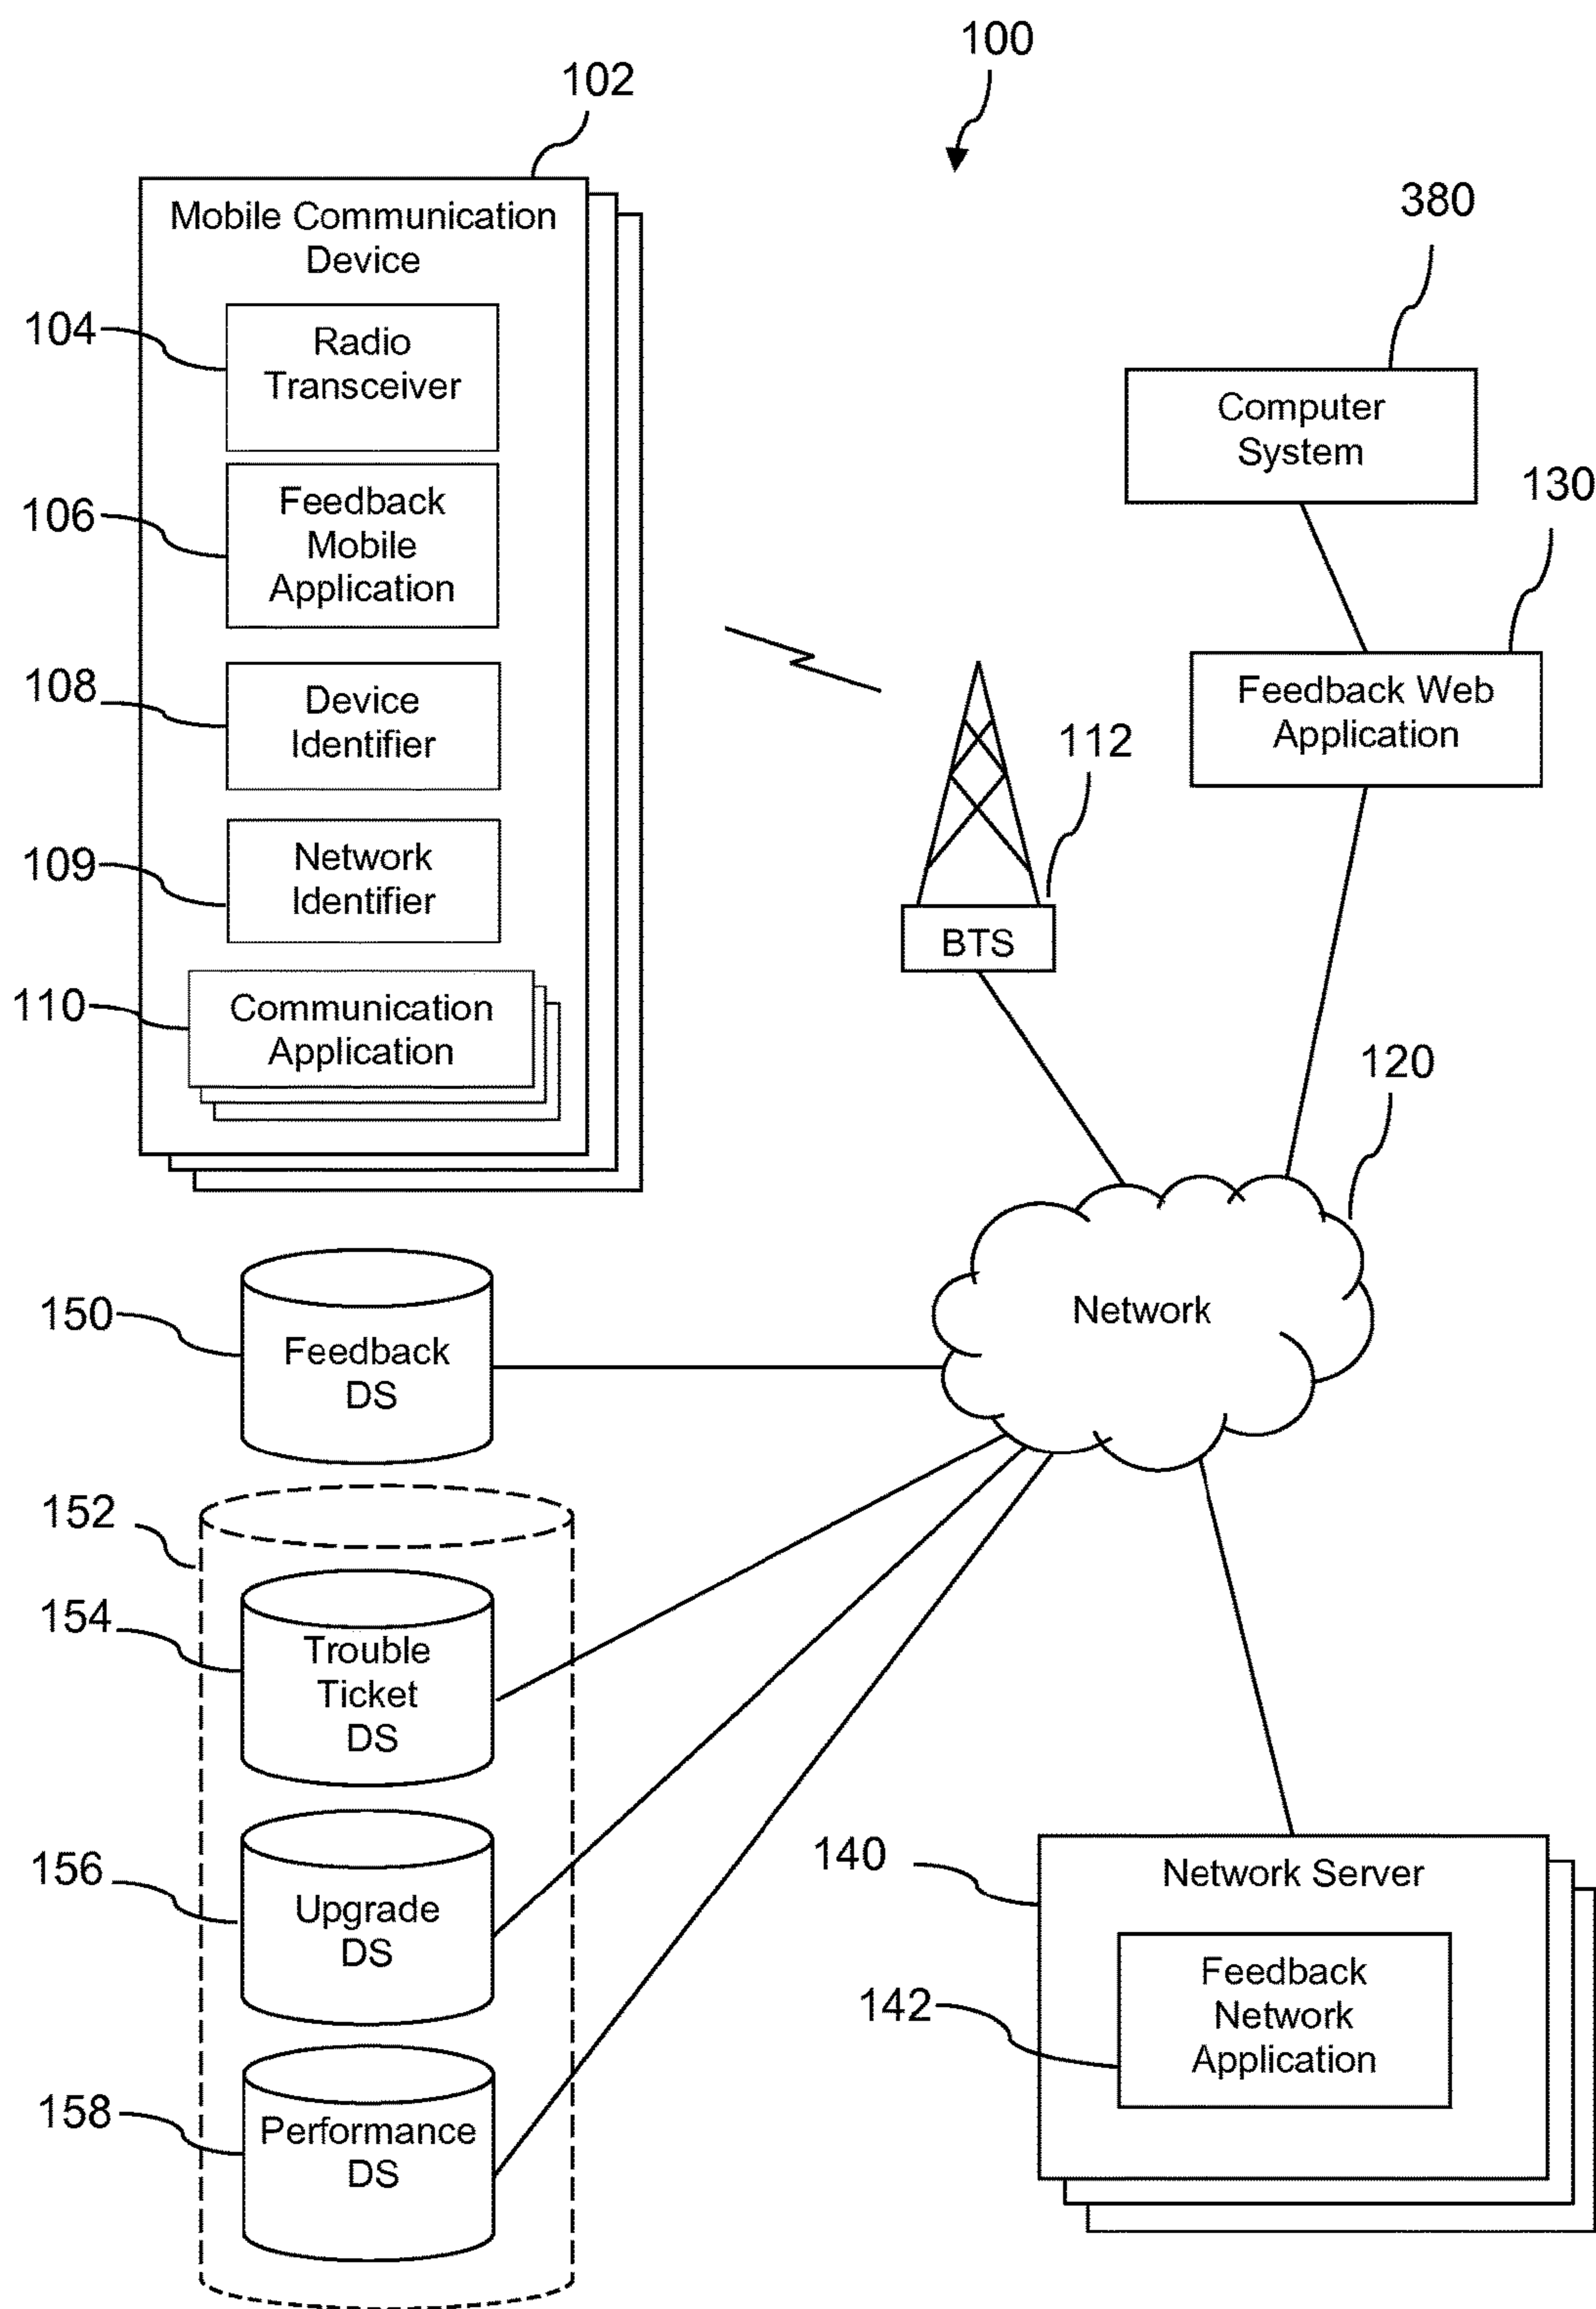 100
102
Mobile Communication
Device
380
104
Radio
Transceiver
Computer
System
130
106
Feedback
Mobile
Application
108
Device
Identifier
Feedback Web
Application
112
109
Network
Identifier
BTS
110
Communication
Application
120
150
Feedback
DS
Network
152
154
Trouble
Ticket
DS
156
Upgrade
DS
140
Network Server
142
Feedback
Network
Application
158
Performance
DS